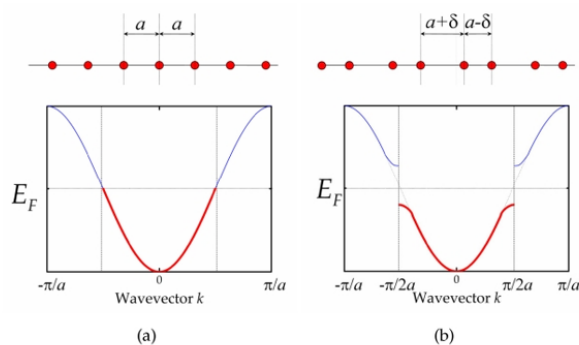 a a
a+δ a-δ
E_F
-π/a 0 π/a
Wavevector k
E_F
-π/a -π/2a 0 π/2a π/a
Wavevector k
(a) (b)